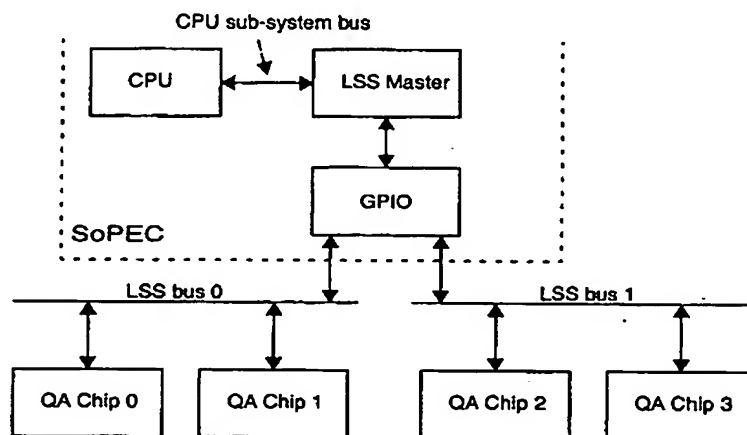 CPU sub-system bus
CPU
LSS Master
GPIO
SoPEC
LSS bus 0
LSS bus 1
QA Chip 0
QA Chip 1
QA Chip 2
QA Chip 3